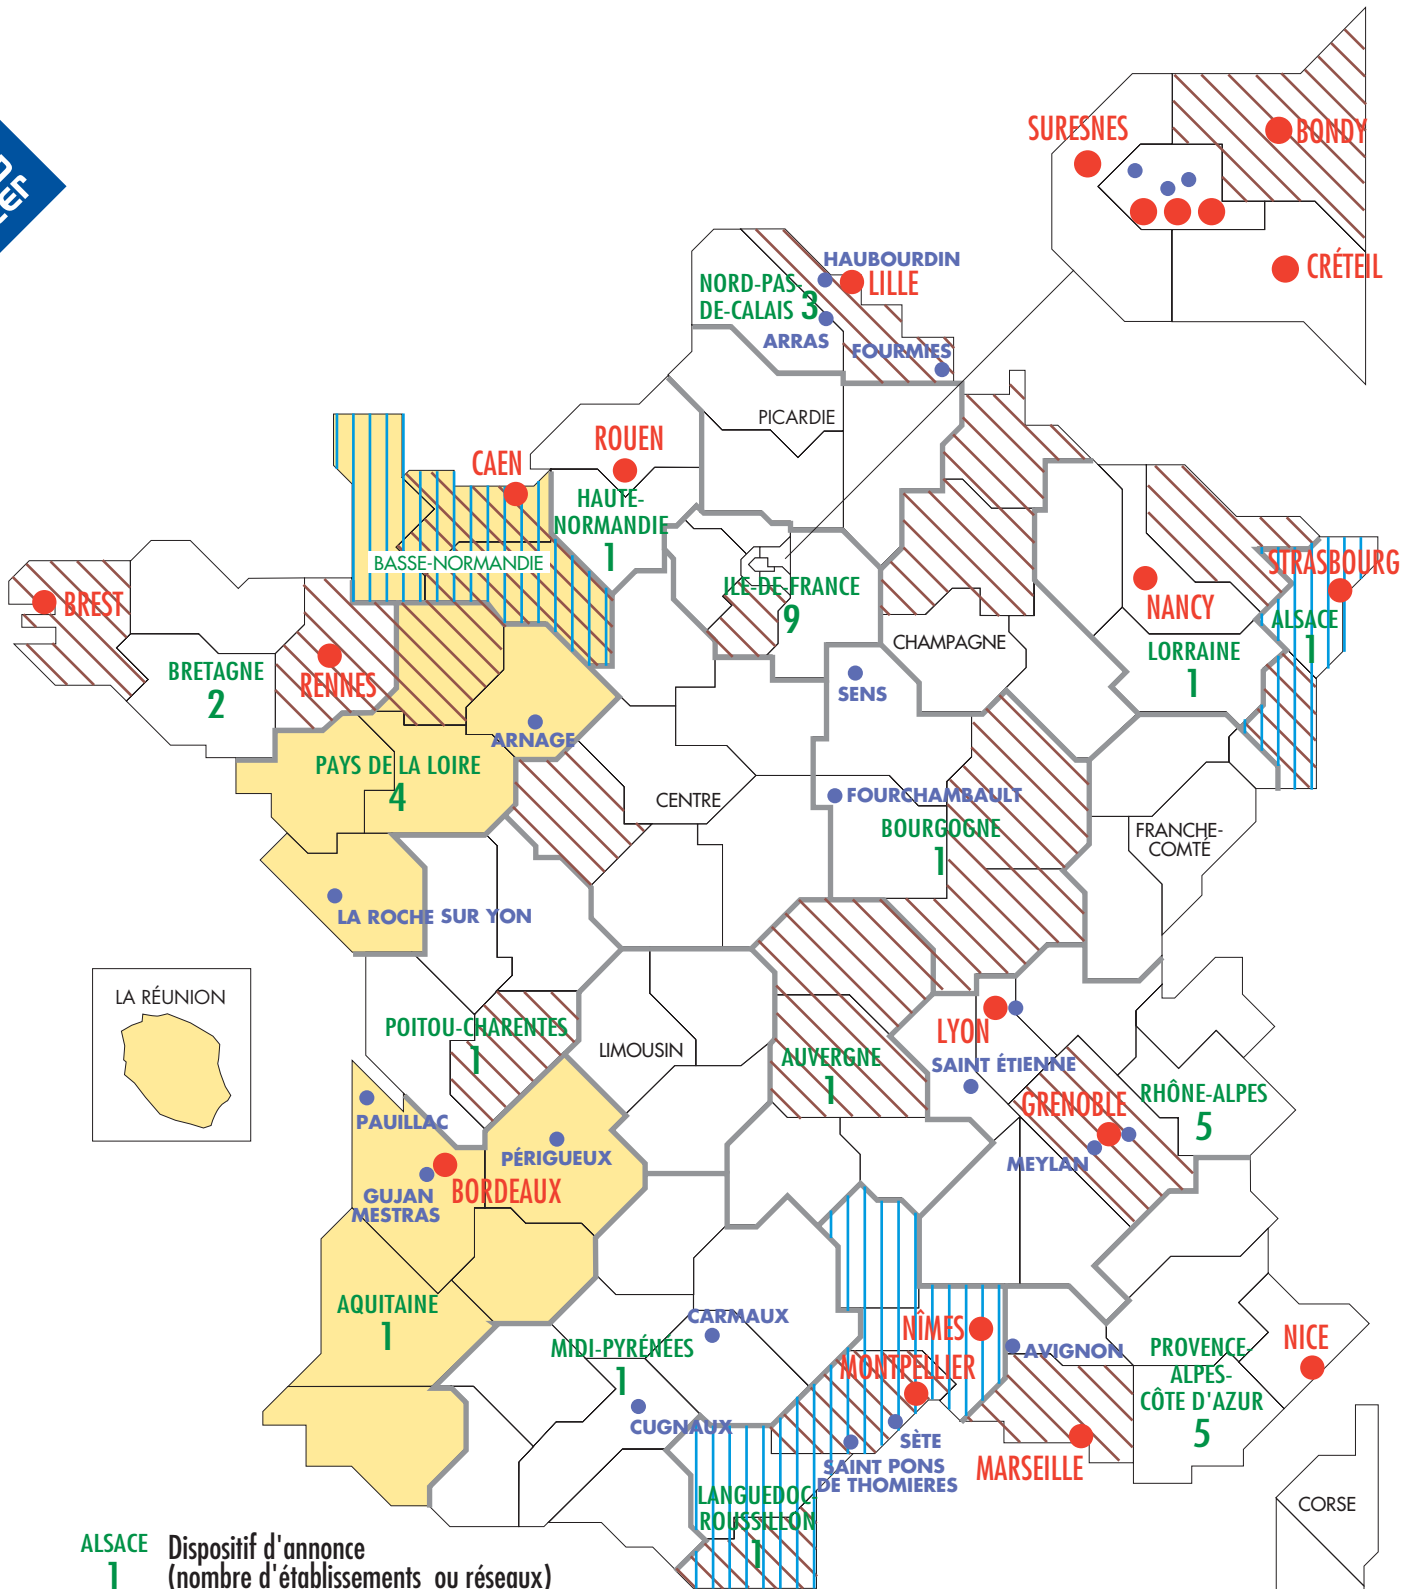 SURESNES
BONDY
CRÉTEIL
HAUBOURDIN
LILLE
NORD-PAS-
DE-CALAIS 3
ARRAS
FOURMIES
PICARDIE
ROUEN
CAEN
HAUTE-
NORMANDIE
1
BASSE-NORMANDIE
ILE-DE-FRANCE
9
STRASBOURG
BREST
NANCY
ALSACE
1
CHAMPAGNE
LORRAINE
1
BRETAGNE
2
RENNES
SENS
ARNAGE
PAYS DE LA LOIRE
4
CENTRE
FOURCHAMBAULT
BOURGOGNE
1
FRANCHE-
COMTÉ
LA ROCHE SUR YON
LA RÉUNION
POITOU-CHARENTES
1
LIMOUSIN
LYON
AUVERGNE
1
SAINT ÉTIENNE
RHÔNE-ALPES
5
GRENOBLE
MEYLAN
PAUILLAC
PÉRIGUEUX
BORDEAUX
GUJAN
MESTRAS
AQUITAINE
1
CARMAUX
MIDI-PYRÉNÉES
1
NÎMES
MONTPELLIER
AVIGNON
PROVENCE-
ALPES-
CÔTE D'AZUR
5
NICE
CUGNAUX
SÈTE
SAINT PONS
DE THOMIERES
MARSEILLE
LANGUEDOC-
ROUSSILLON
1
CORSE
ALSACE
1
Dispositif d'annonce
(nombre d'établissements ou réseaux)